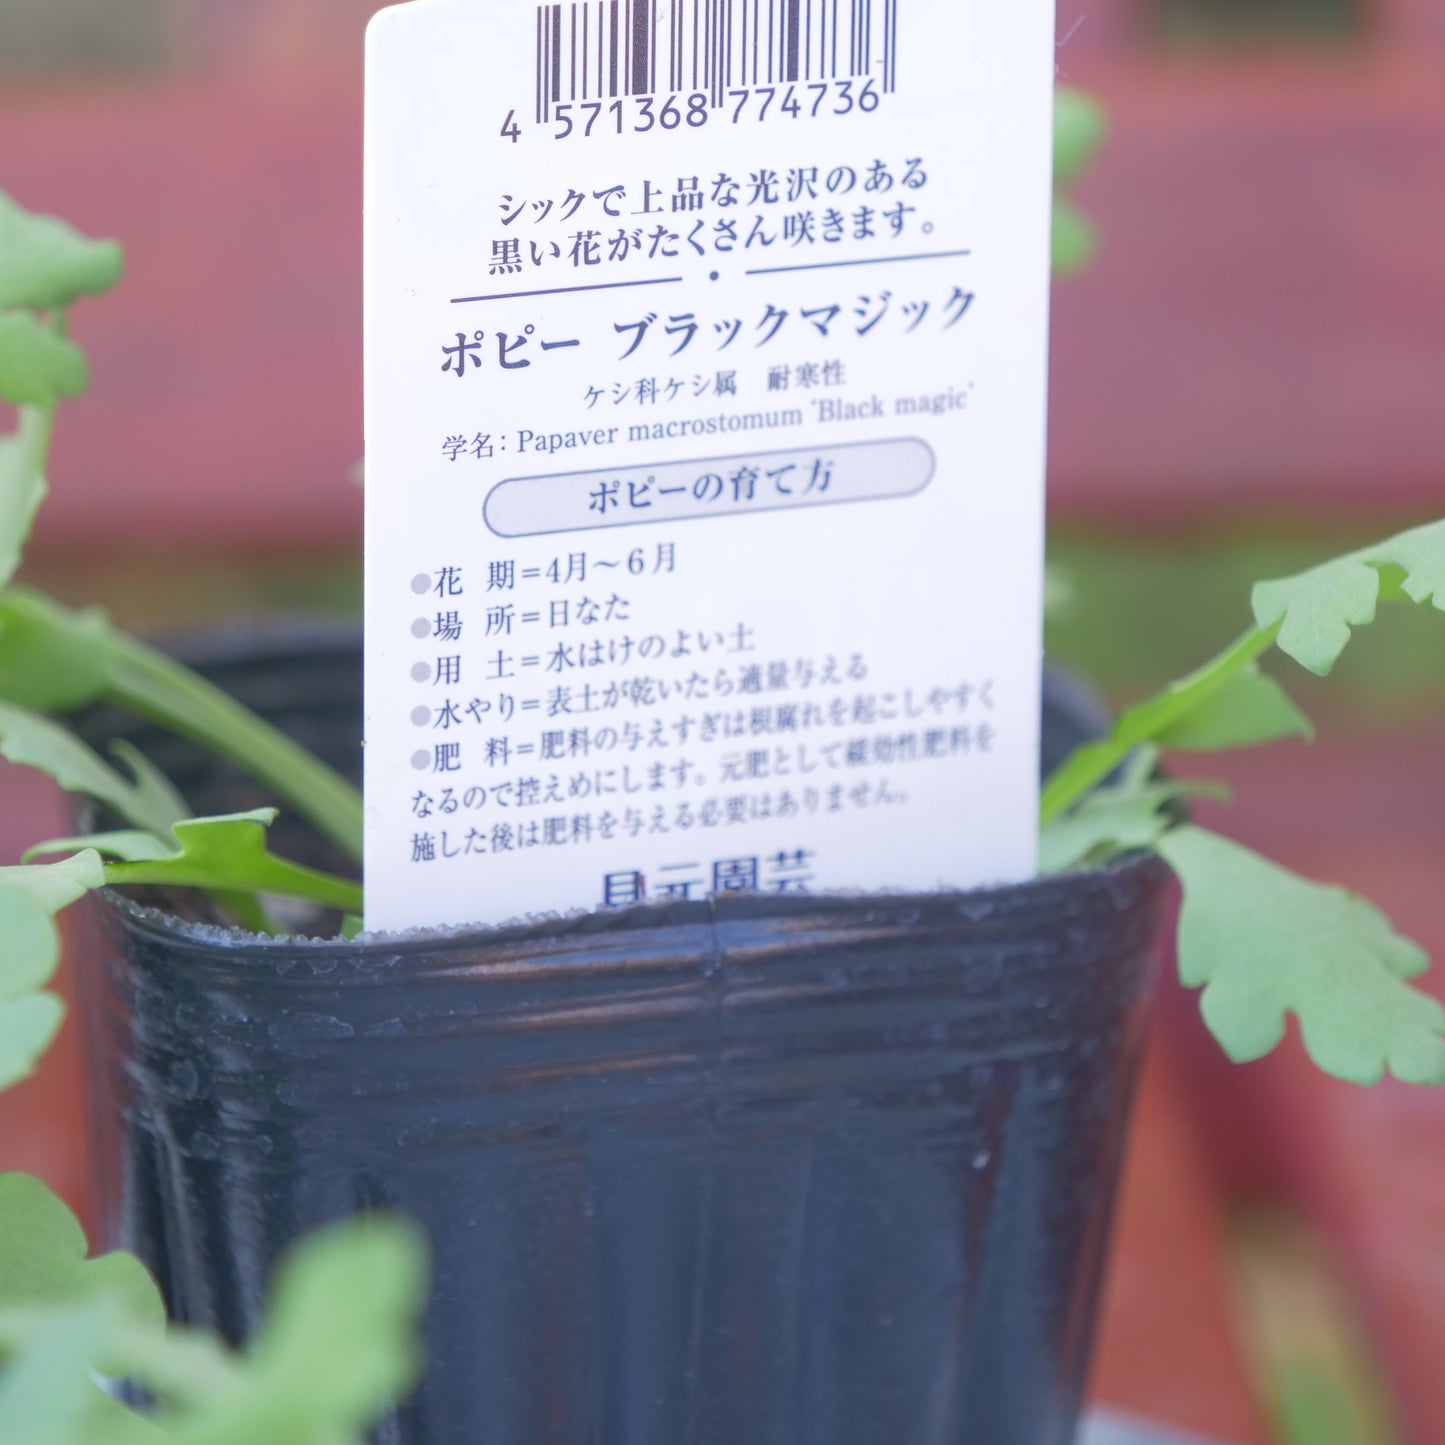 4 571368 774736
シックで上品な光沢のある
黒い花がたくさん咲きます。
ポピー ブラックマジック
ケシ科ケシ属 耐寒性
学名: Papaver macrostomum 'Black magic'
ポピーの育て方
●花 期=4月～6月
●場 所=日なた
●用 土=水はけのよい土
●水やり=表土が乾いたら適量与える
●肥 料=肥料の与えすぎは根腐れを起こしやすく
なるので控えめにします。元肥として緩効性肥料を
施した後は肥料を与える必要はありません。
見元園芸